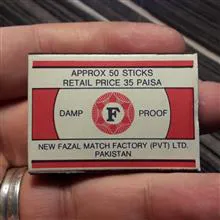 APPROX 50 STICKS
RETAIL PRICE 35 PAISA
DAMP F PROOF
NEW FAZAL MATCH FACTORY (PVT) LTD.
PAKISTAN